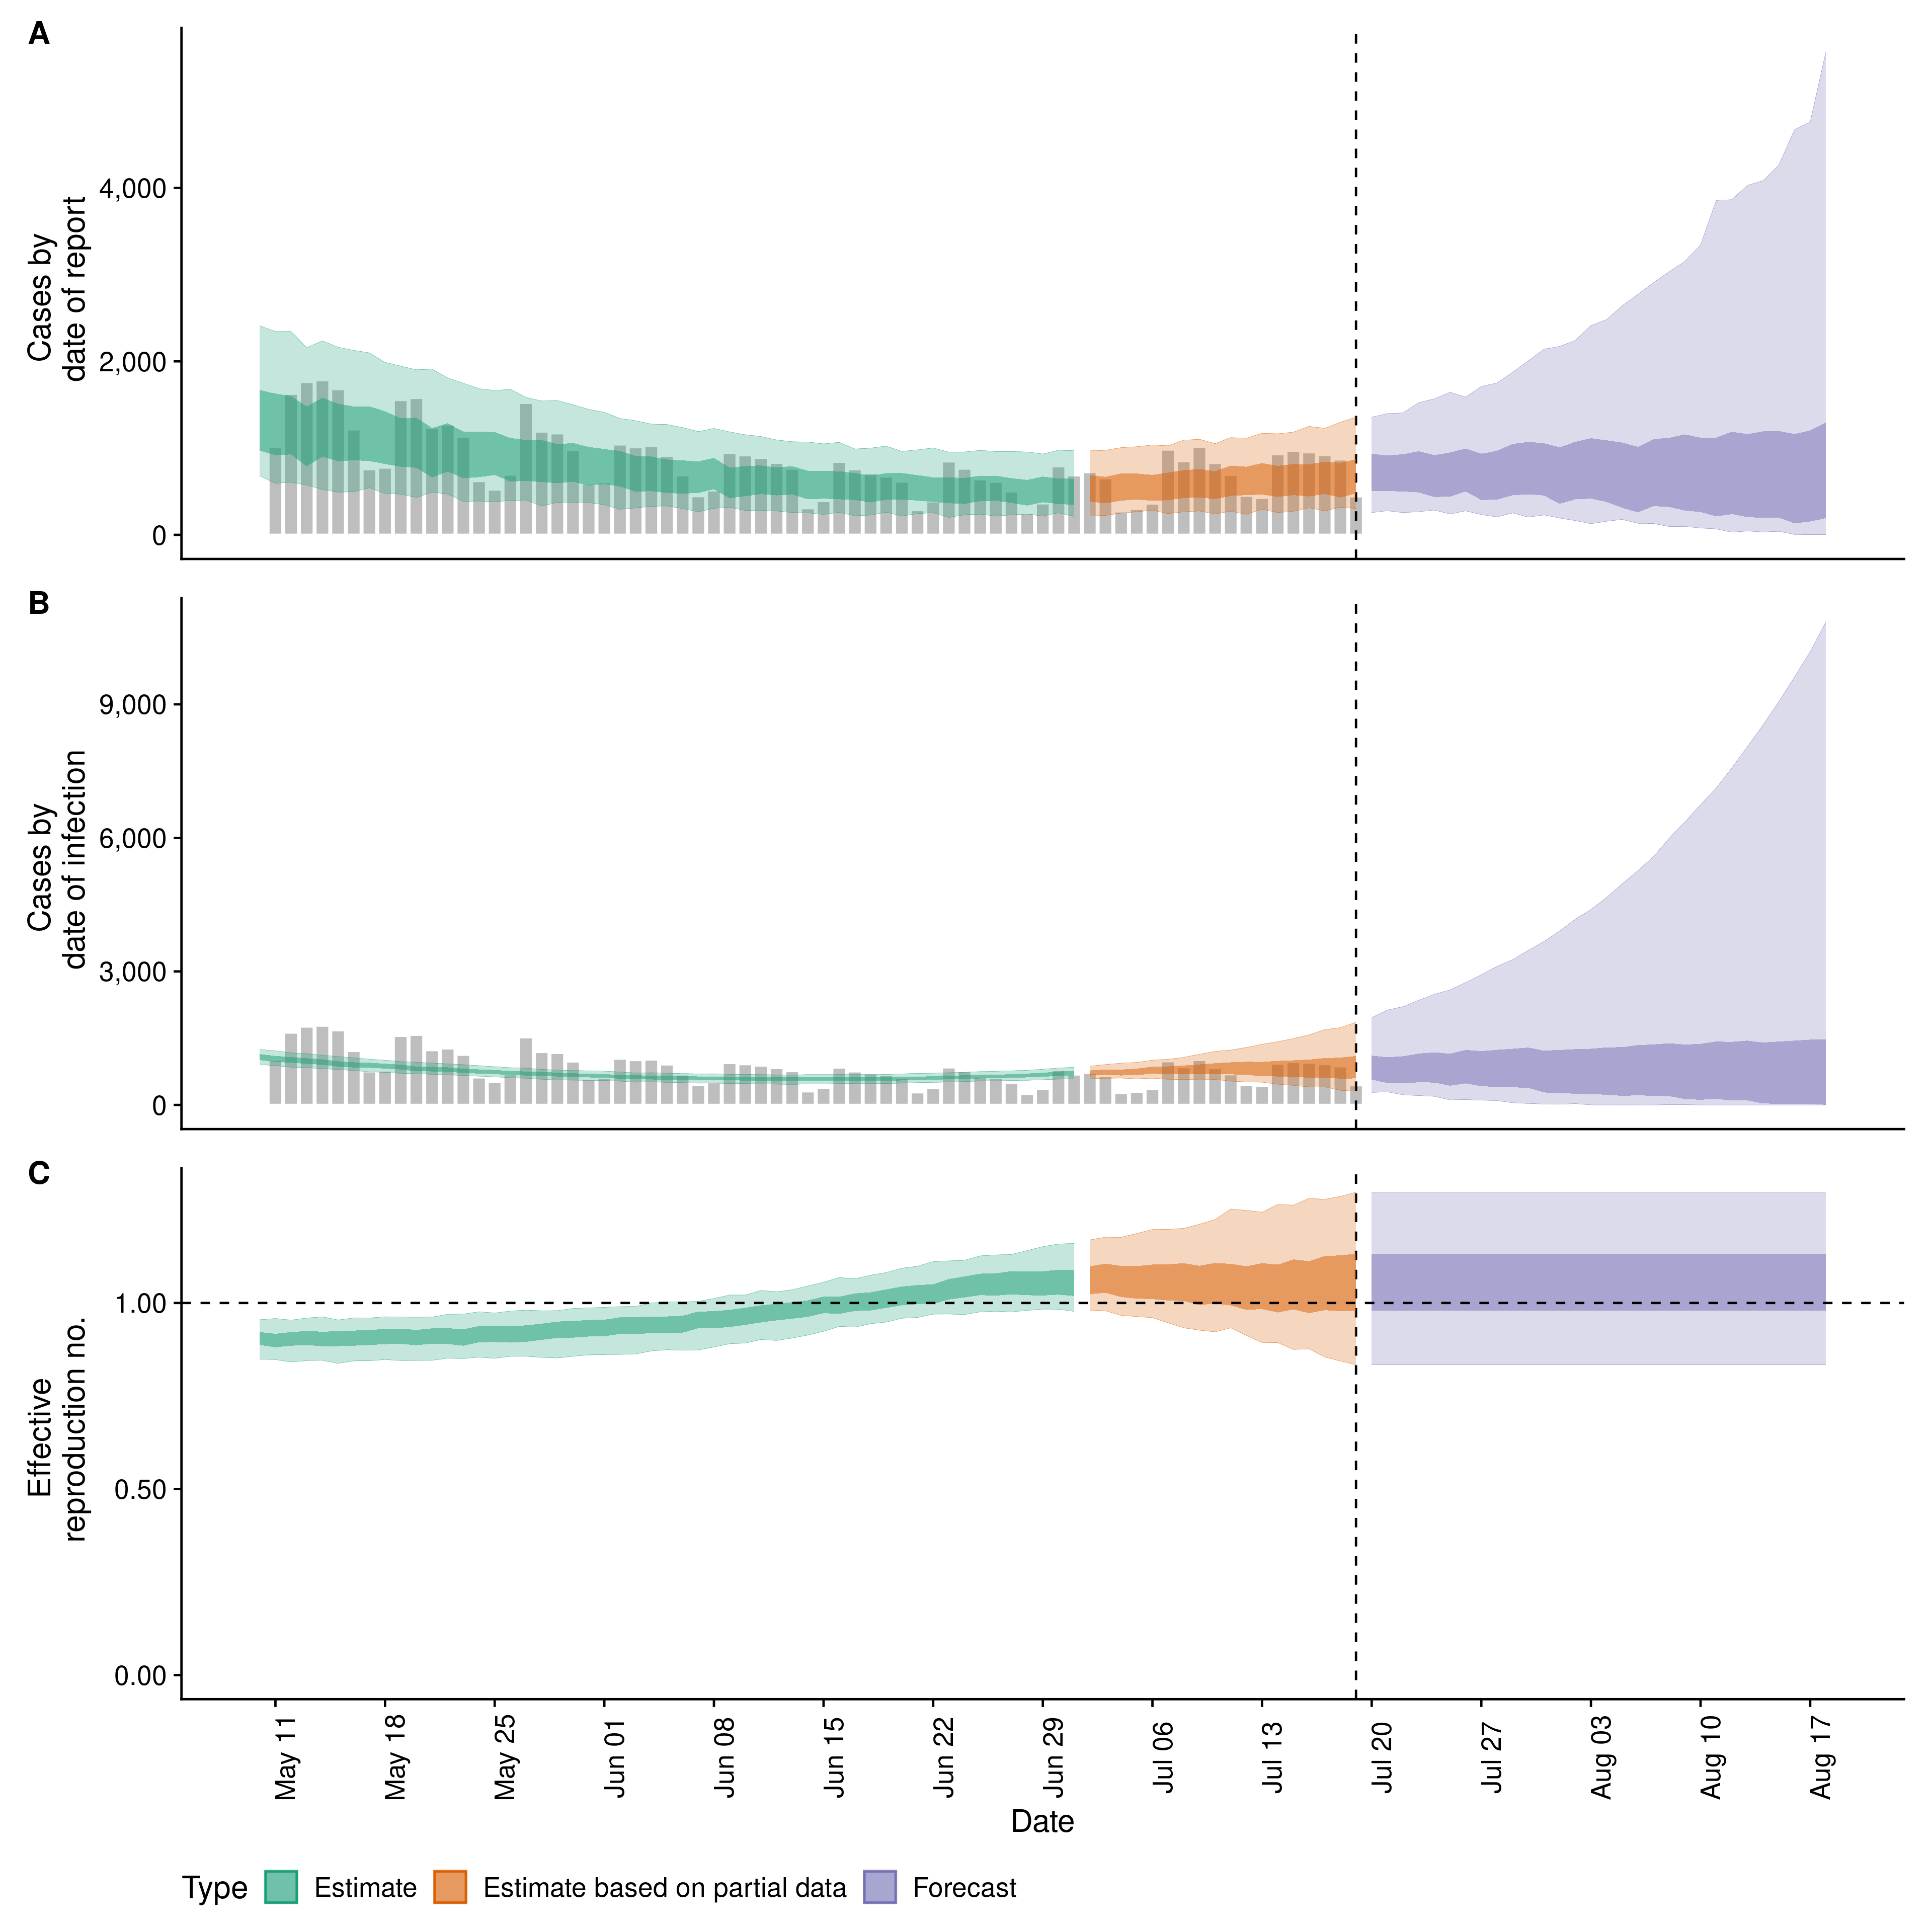 A
Cases by
date of report
4,000
2,000
0
B
Cases by
date of infection
9,000
6,000
3,000
0
C
Effective
reproduction no.
1.00
0.50
0.00
May 11
May 18
May 25
Jun 01
Jun 08
Jun 15
Jun 22
Jun 29
Jul 06
Jul 13
Jul 20
Jul 27
Aug 03
Aug 10
Aug 17
Date
Type Estimate Estimate based on partial data Forecast